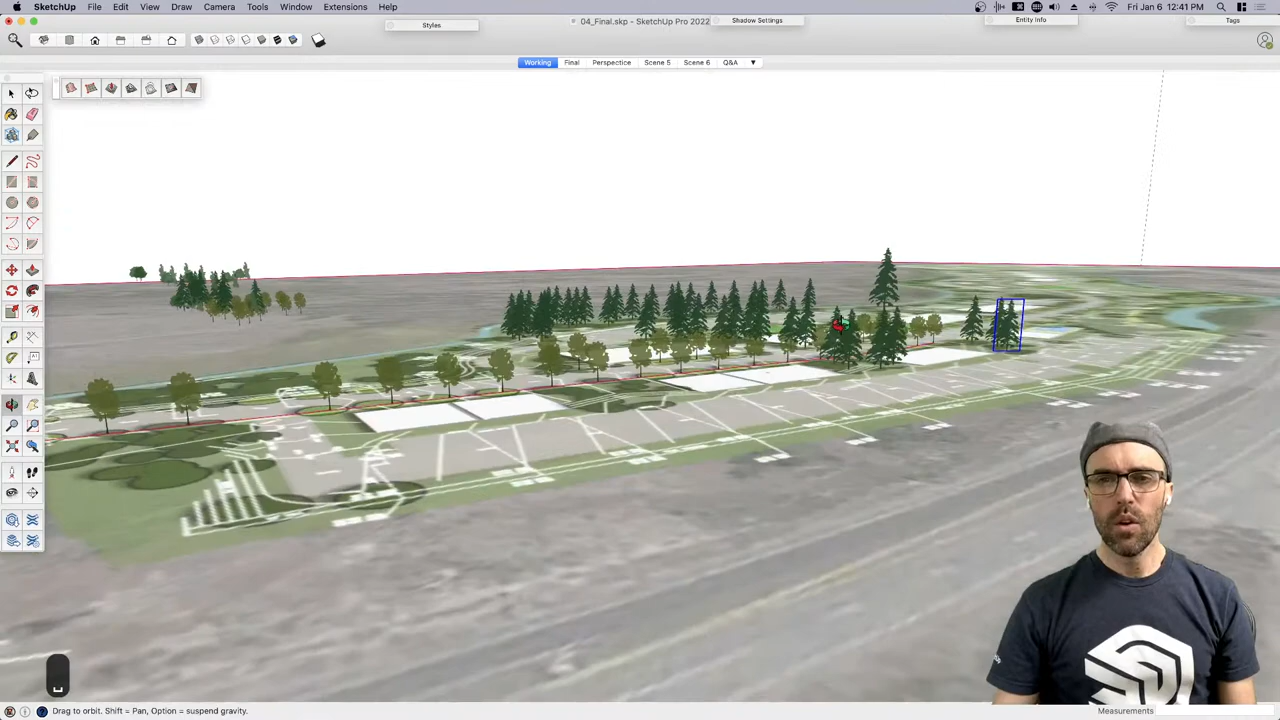 SketchUp File Edit View Draw Camera Tools Window Extensions Help Fri Jan 6 12:41 PM
Styles
04_Final.skp - SketchUp Pro 2022
Shadow Settings
Entity Info
Tags
Working Final Perspective Scene 5 Scene 6 Q&A
Drag to orbit. Shift = Pan, Option = suspend gravity.
Measurements